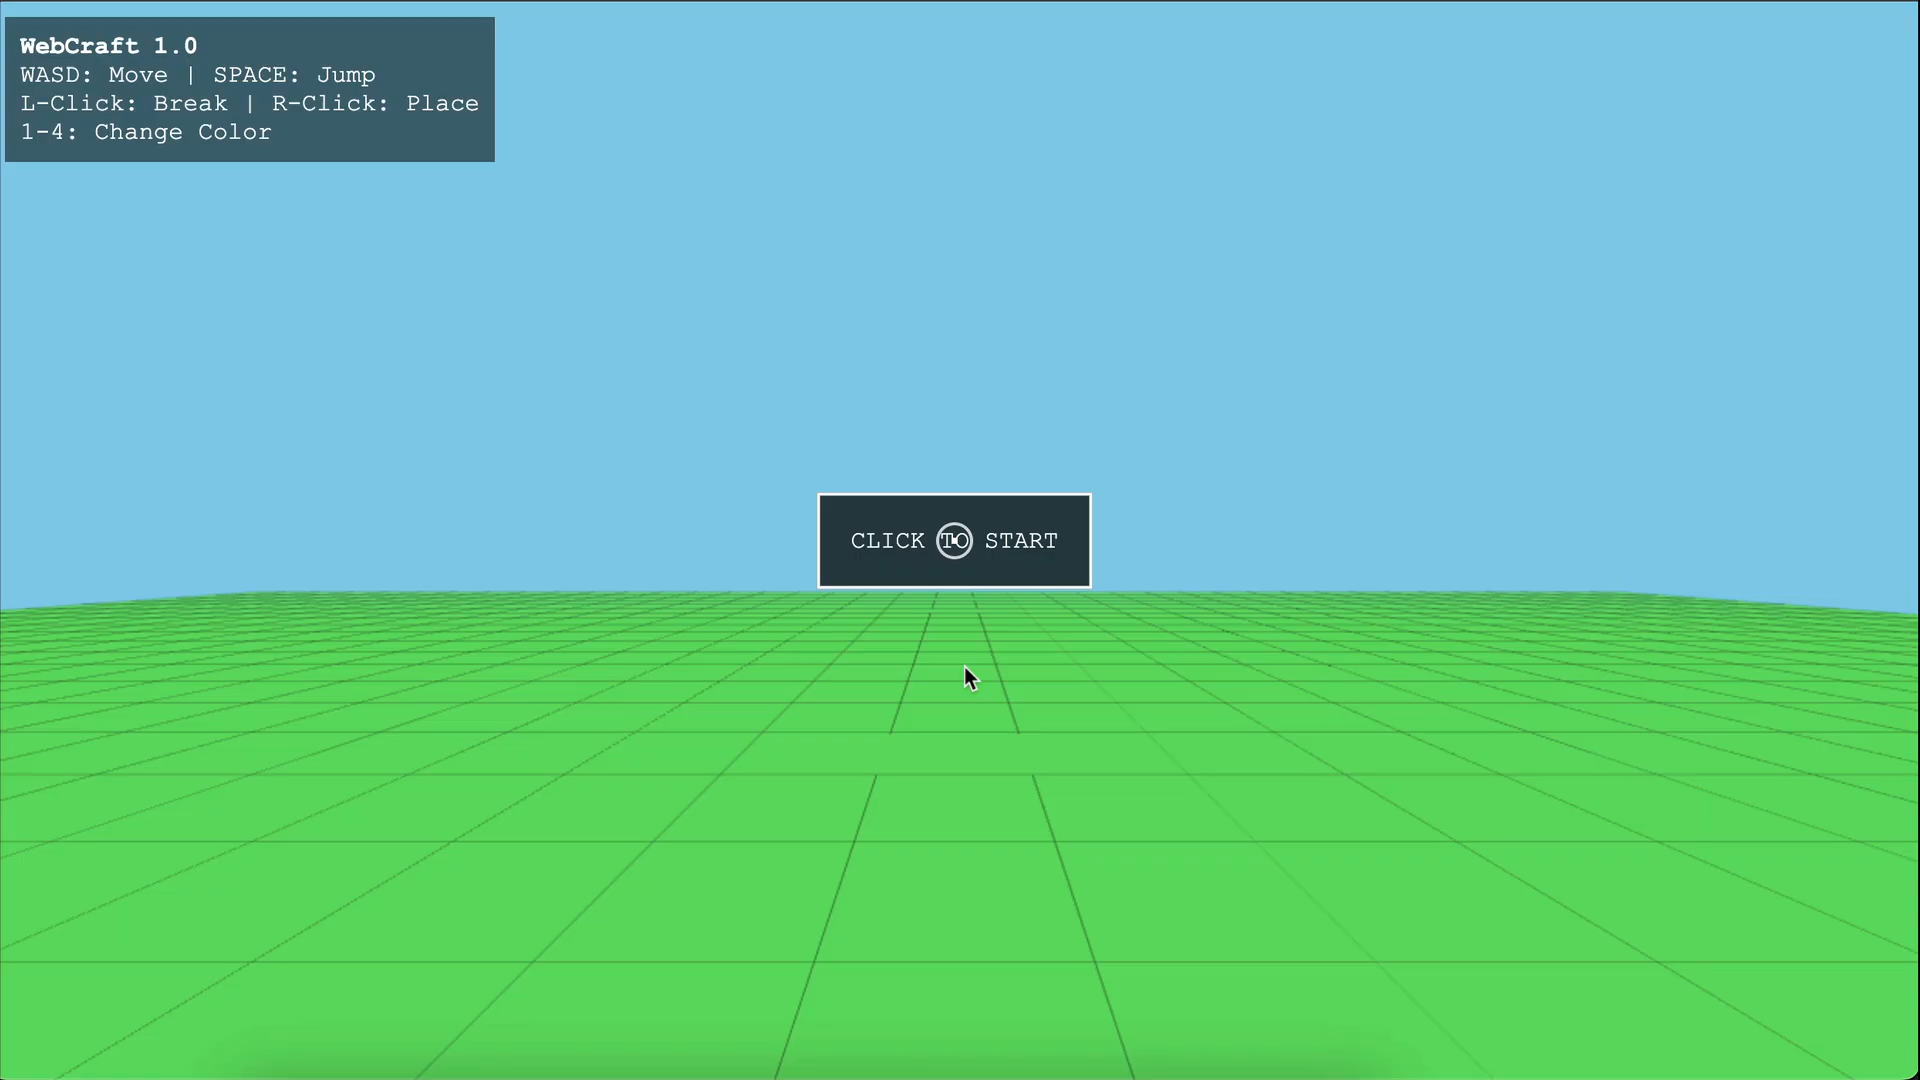 WebCraft 1.0
WASD: Move | SPACE: Jump
L-Click: Break | R-Click: Place
1-4: Change Color
CLICK TO START